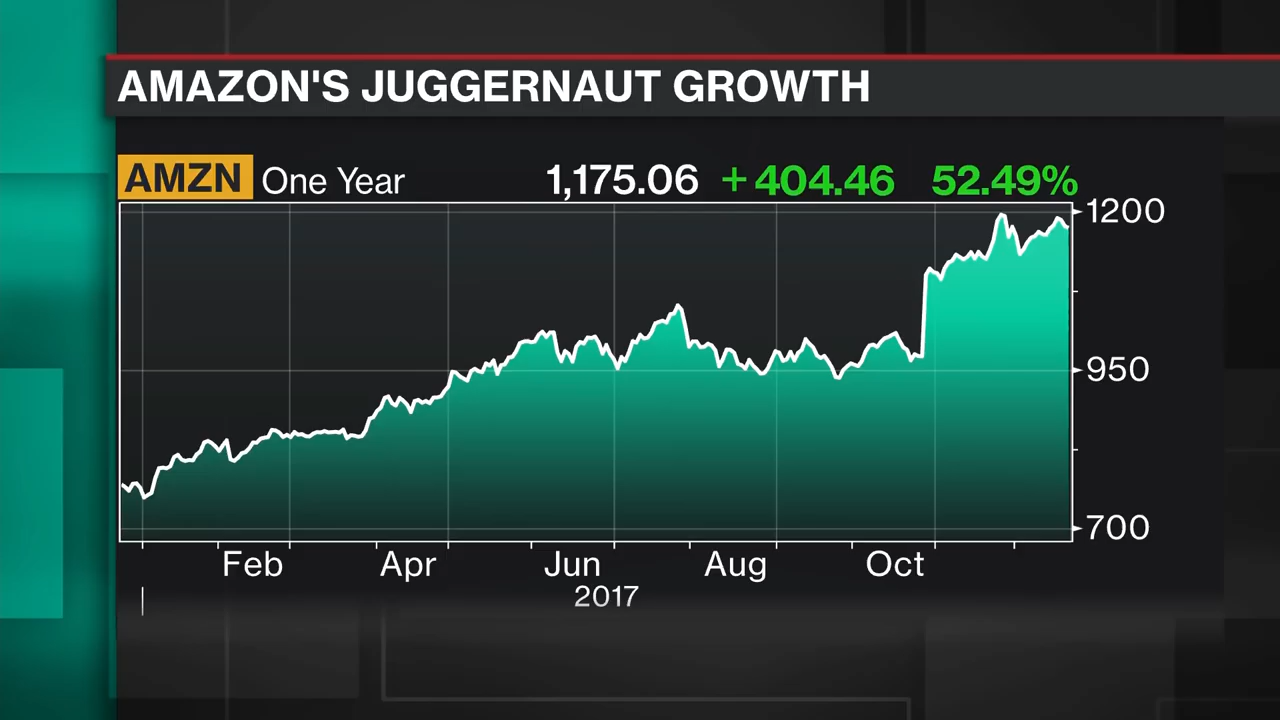 AMAZON'S JUGGERNAUT GROWTH
AMZN One Year 1,175.06 +404.46 52.49%
1200
950
700
Feb Apr Jun Aug Oct
2017